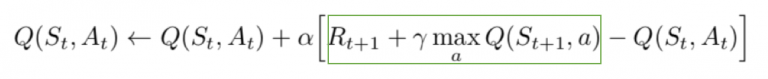 Q(S_t, A_t) ← Q(S_t, A_t) + α[R_{t+1} + γ max_a Q(S_{t+1}, a) − Q(S_t, A_t)]